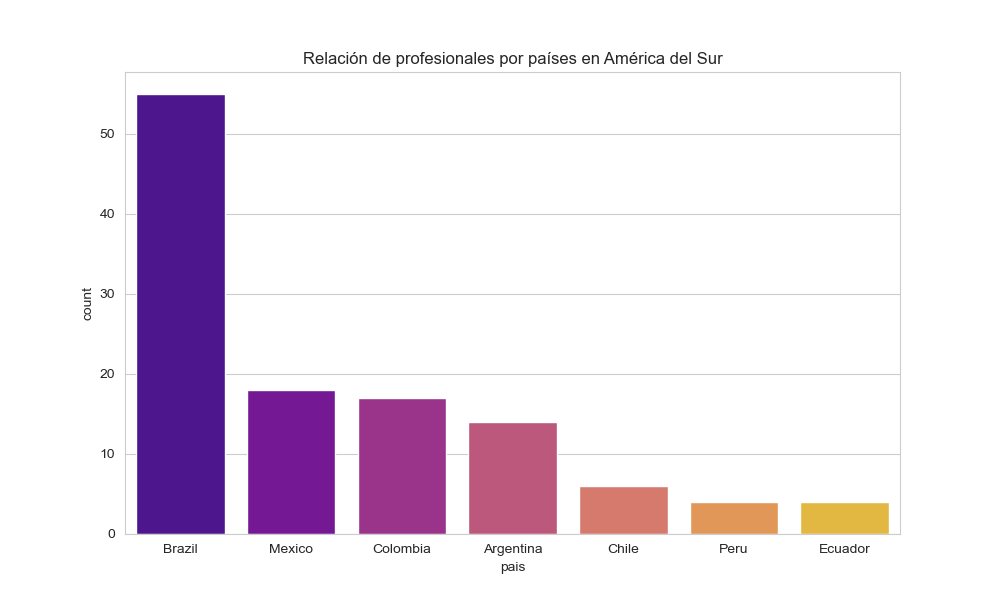 Relación de profesionales por países en América del Sur
count
50
40
30
20
10
0
Brazil Mexico Colombia Argentina Chile Peru Ecuador
pais